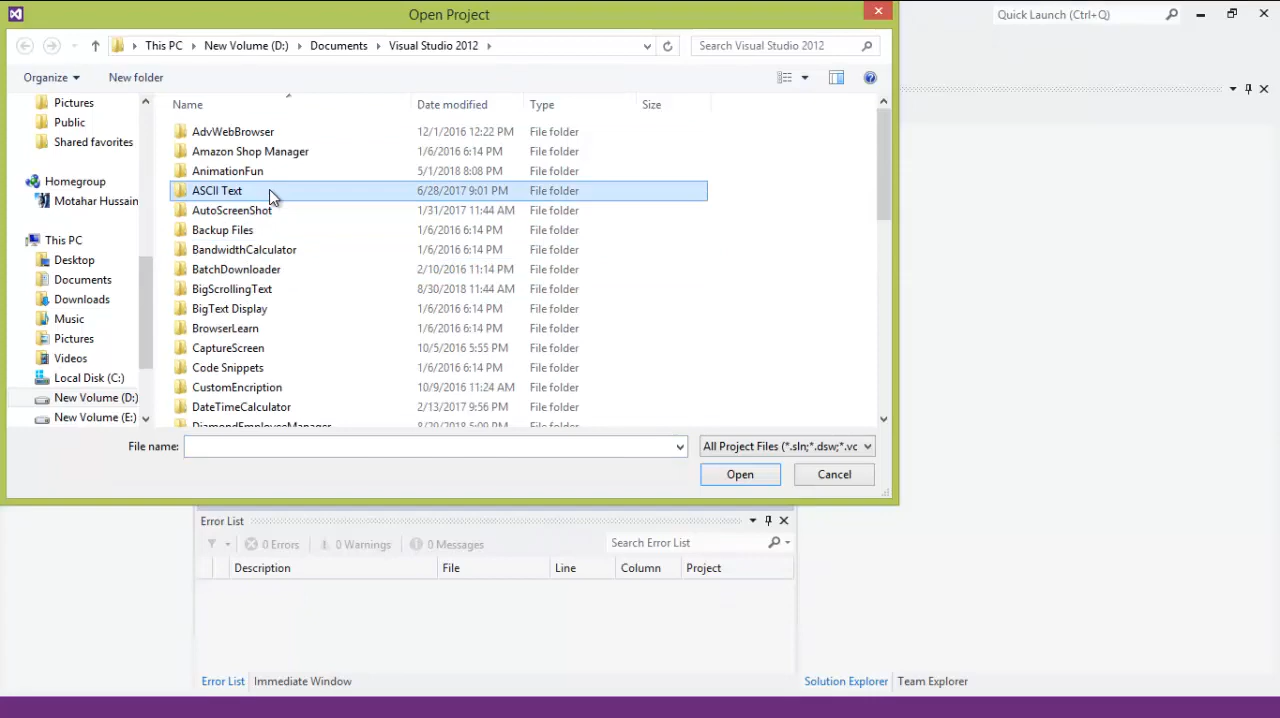 Open Project
Quick Launch (Ctrl+Q)
This PC
New Volume (D:)
Documents
Visual Studio 2012
Search Visual Studio 2012
Organize
New folder
Pictures
Public
Shared favorites
Homegroup
Motahar Hussain
This PC
Desktop
Documents
Downloads
Music
Pictures
Videos
Local Disk (C:)
New Volume (D:)
New Volume (E:)
Name Date modified Type Size
AdvWebBrowser 12/1/2016 12:22 PM File folder
Amazon Shop Manager 1/6/2016 6:14 PM File folder
AnimationFun 5/1/2018 8:08 PM File folder
ASCII Text 6/28/2017 9:01 PM File folder
AutoScreenShot 1/31/2017 11:44 AM File folder
Backup Files 1/6/2016 6:14 PM File folder
BandwidthCalculator 1/6/2016 6:14 PM File folder
BatchDownloader 2/10/2016 11:14 PM File folder
BigScrollingText 8/30/2018 11:44 AM File folder
BigText Display 1/6/2016 6:14 PM File folder
BrowserLearn 1/6/2016 6:14 PM File folder
CaptureScreen 10/5/2016 5:55 PM File folder
Code Snippets 1/6/2016 6:14 PM File folder
CustomEncription 10/9/2016 11:24 AM File folder
DateTimeCalculator 2/13/2017 9:56 PM File folder
DiamondEmployeeManager 8/29/2018 5:09 PM File folder
File name:
All Project Files (*.sln;*.dsw;*.vc
Open
Cancel
Error List
0 Errors
0 Warnings
0 Messages
Search Error List
Description File Line Column Project
Error List
Immediate Window
Solution Explorer
Team Explorer